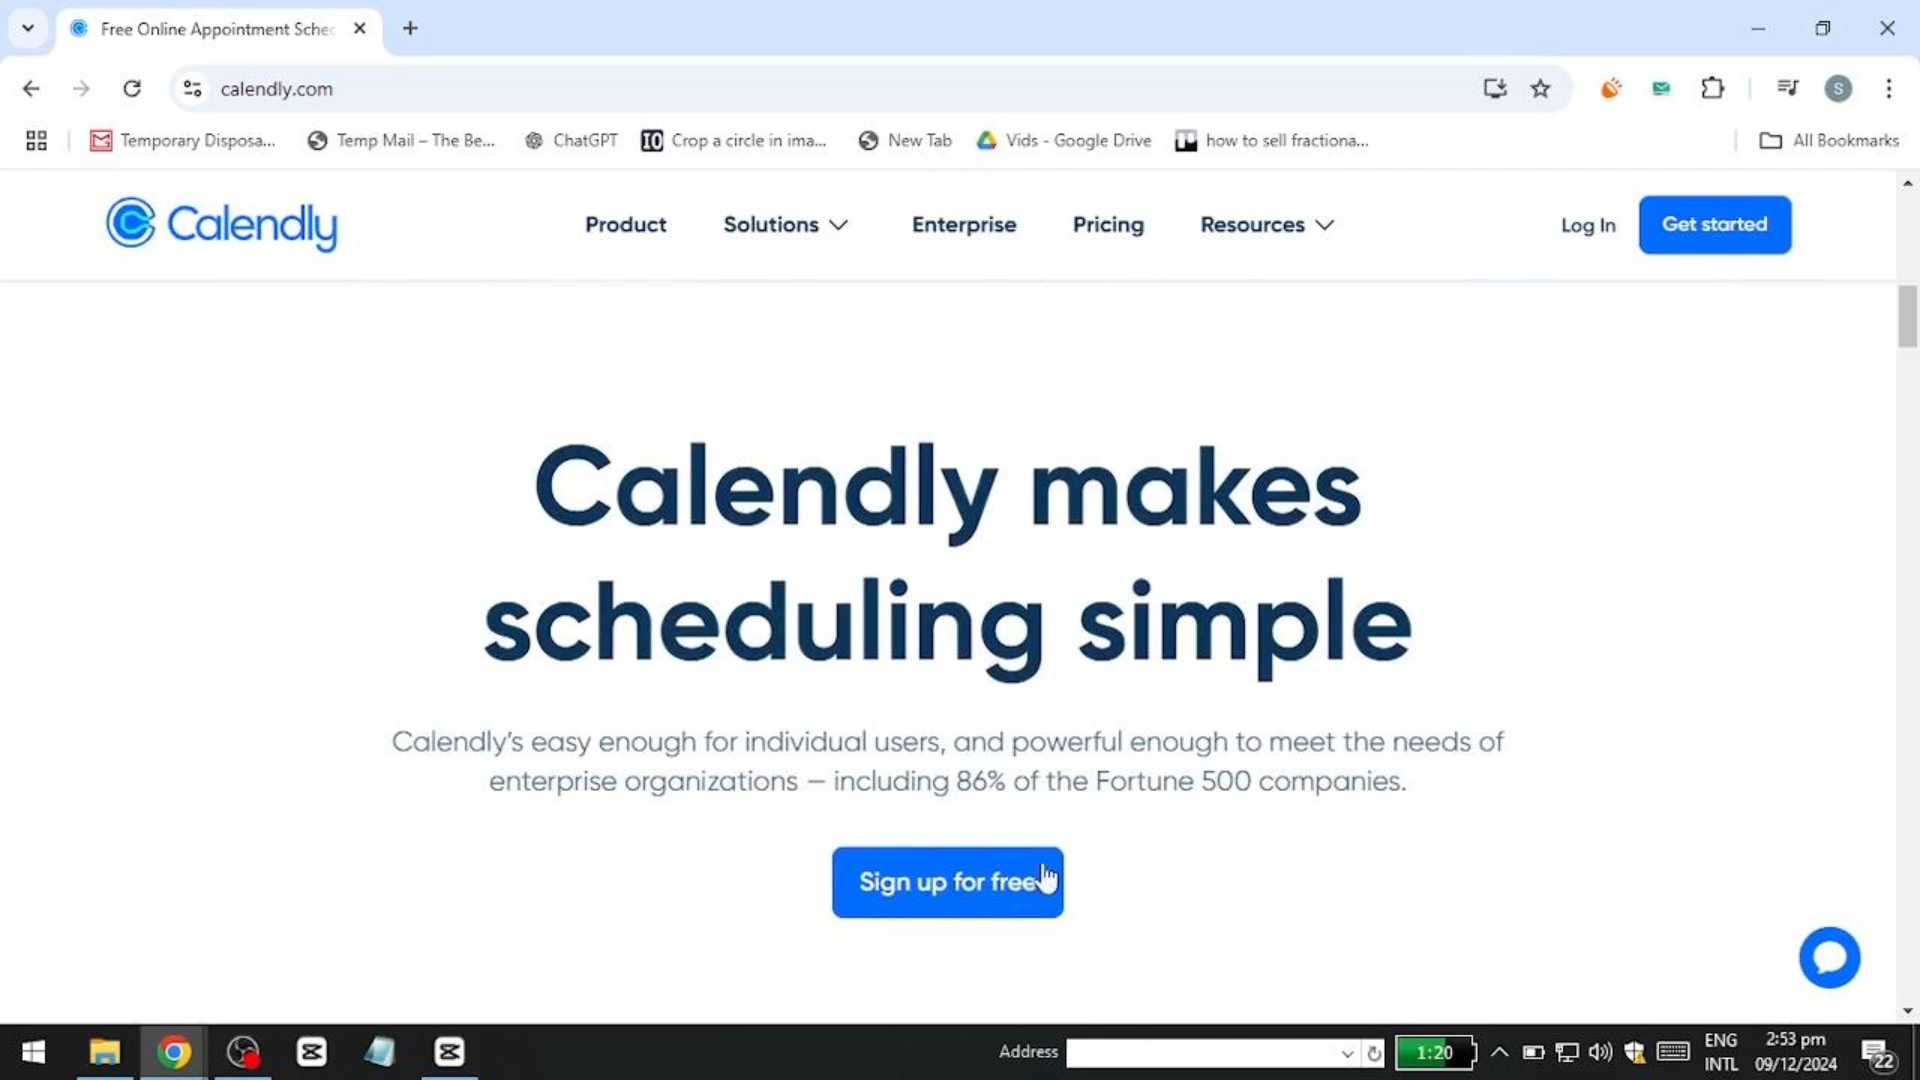 Free Online Appointment Sche
calendly.com
Temporary Disposa...
Temp Mail – The Be...
ChatGPT
IO
Crop a circle in ima...
New Tab
Vids - Google Drive
how to sell fractiona...
All Bookmarks
S
Calendly
Product
Solutions
Enterprise
Pricing
Resources
Log In
Get started
Calendly makes
scheduling simple
Calendly's easy enough for individual users, and powerful enough to meet the needs of
enterprise organizations — including 86% of the Fortune 500 companies.
Sign up for free
Address
1:20
ENG
INTL
2:53 pm
09/12/2024
22